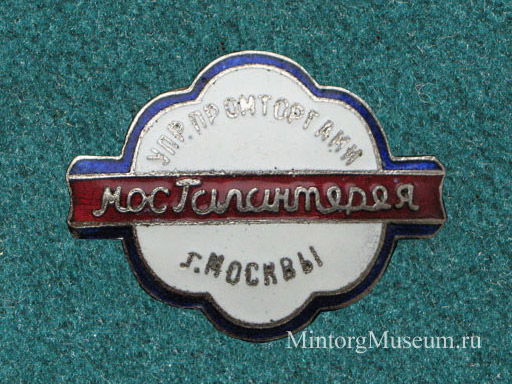 УПР.ПРОМТОРГАМИ
мосГалантерея
г.МОСКВЫ
MintorgMuseum.ru